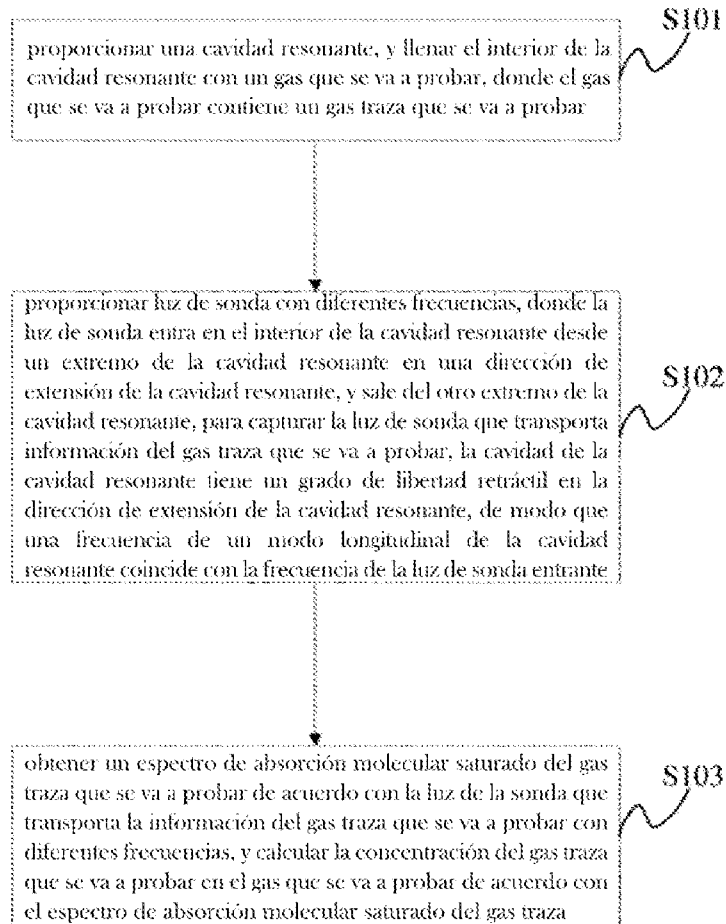 S101
proporcionar una cavidad resonante, y llenar el interior de la
cavidad resonante con un gas que se va a probar, donde el gas
que se va a probar contiene un gas traza que se va a probar
proporcionar luz de sonda con diferentes frecuencias, donde la
luz de sonda entra en el interior de la cavidad resonante desde
un extremo de la cavidad resonante en una dirección de
extensión de la cavidad resonante, y sale del otro extremo de la
cavidad resonante, para capturar la luz de sonda que transporta
información del gas traza que se va a probar, la cavidad de la
cavidad resonante tiene un grado de libertad retráctil en la
dirección de extensión de la cavidad resonante, de modo que
una frecuencia de un modo longitudinal de la cavidad
resonante coincide con la frecuencia de la luz de sonda entrante
S102
obtener un espectro de absorción molecular saturado del gas
traza que se va a probar de acuerdo con la luz de la sonda que
transporta la información del gas traza que se va a probar con
diferentes frecuencias, y calcular la concentración del gas traza
que se va a probar en el gas que se va a probar de acuerdo con
el espectro de absorción molecular saturado del gas traza
S103